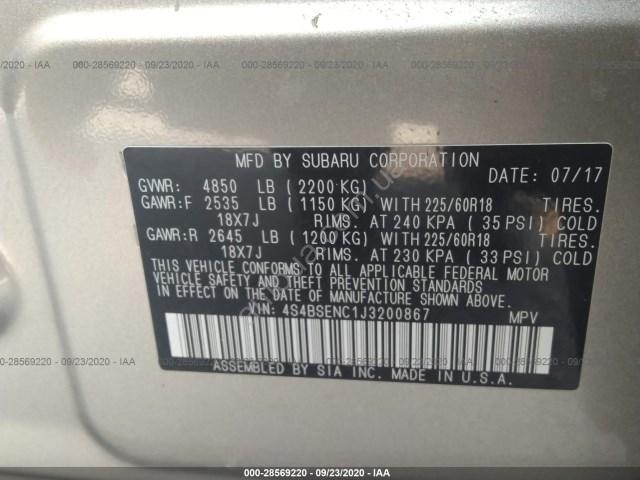 000-28569220 - 09/23/2020 - IAA
MFD BY SUBARU CORPORATION
DATE: 07/17
GVWR: 4850 LB ( 2200 KG)
GAWR:F 2535 LB ( 1150 KG) WITH 225/60R18 TIRES.
18X7J RIMS. AT 240 KPA ( 35 PSI) COLD
GAWR:R 2645 LB ( 1200 KG) WITH 225/60R18 TIRES.
18X7J RIMS. AT 230 KPA ( 33 PSI) COLD
THIS VEHICLE CONFORMS TO ALL APPLICABLE FEDERAL MOTOR
VEHICLE SAFETY AND THEFT PREVENTION STANDARDS
IN EFFECT ON THE DATE OF MANUFACTURE SHOWN ABOVE.
VIN: 4S4BSENC1J3200867 MPV
ASSEMBLED BY SIA INC. MADE IN U.S.A.
000-28569220 - 09/23/2020 - IAA